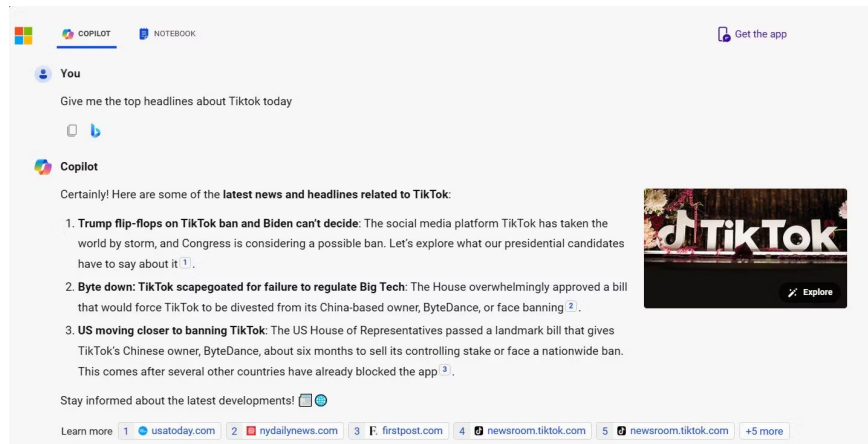 COPILOT
NOTEBOOK
Get the app
You
Give me the top headlines about Tiktok today
Copilot
Certainly! Here are some of the latest news and headlines related to TikTok:
1. Trump flip-flops on TikTok ban and Biden can't decide: The social media platform TikTok has taken the
world by storm, and Congress is considering a possible ban. Let's explore what our presidential candidates
have to say about it 1 .
2. Byte down: TikTok scapegoated for failure to regulate Big Tech: The House overwhelmingly approved a bill
that would force TikTok to be divested from its China-based owner, ByteDance, or face banning 2 .
3. US moving closer to banning TikTok: The US House of Representatives passed a landmark bill that gives
TikTok's Chinese owner, ByteDance, about six months to sell its controlling stake or face a nationwide ban.
This comes after several other countries have already blocked the app 3 .
TikTok
Explore
Stay informed about the latest developments!
Learn more 1 usatoday.com 2 nydailynews.com 3 F. firstpost.com 4 newsroom.tiktok.com 5 newsroom.tiktok.com +5 more